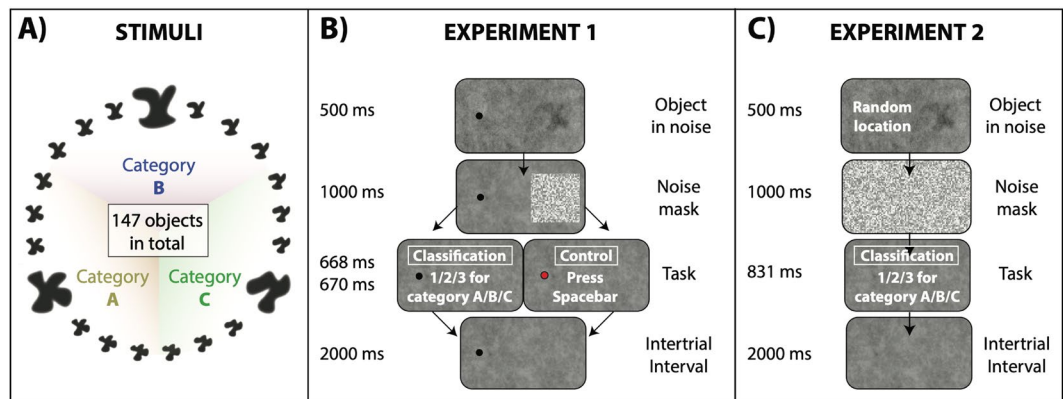 A) STIMULI
Category
B
147 objects
in total
Category
A
Category
C
B) EXPERIMENT 1
500 ms
Object
in noise
1000 ms
Noise
mask
668 ms
670 ms
Classification
1/2/3 for
category A/B/C
Control
Press
Spacebar
Task
2000 ms
Intertrial
Interval
C) EXPERIMENT 2
500 ms
Random
location
Object
in noise
1000 ms
Noise
mask
831 ms
Classification
1/2/3 for
category A/B/C
Task
2000 ms
Intertrial
Interval